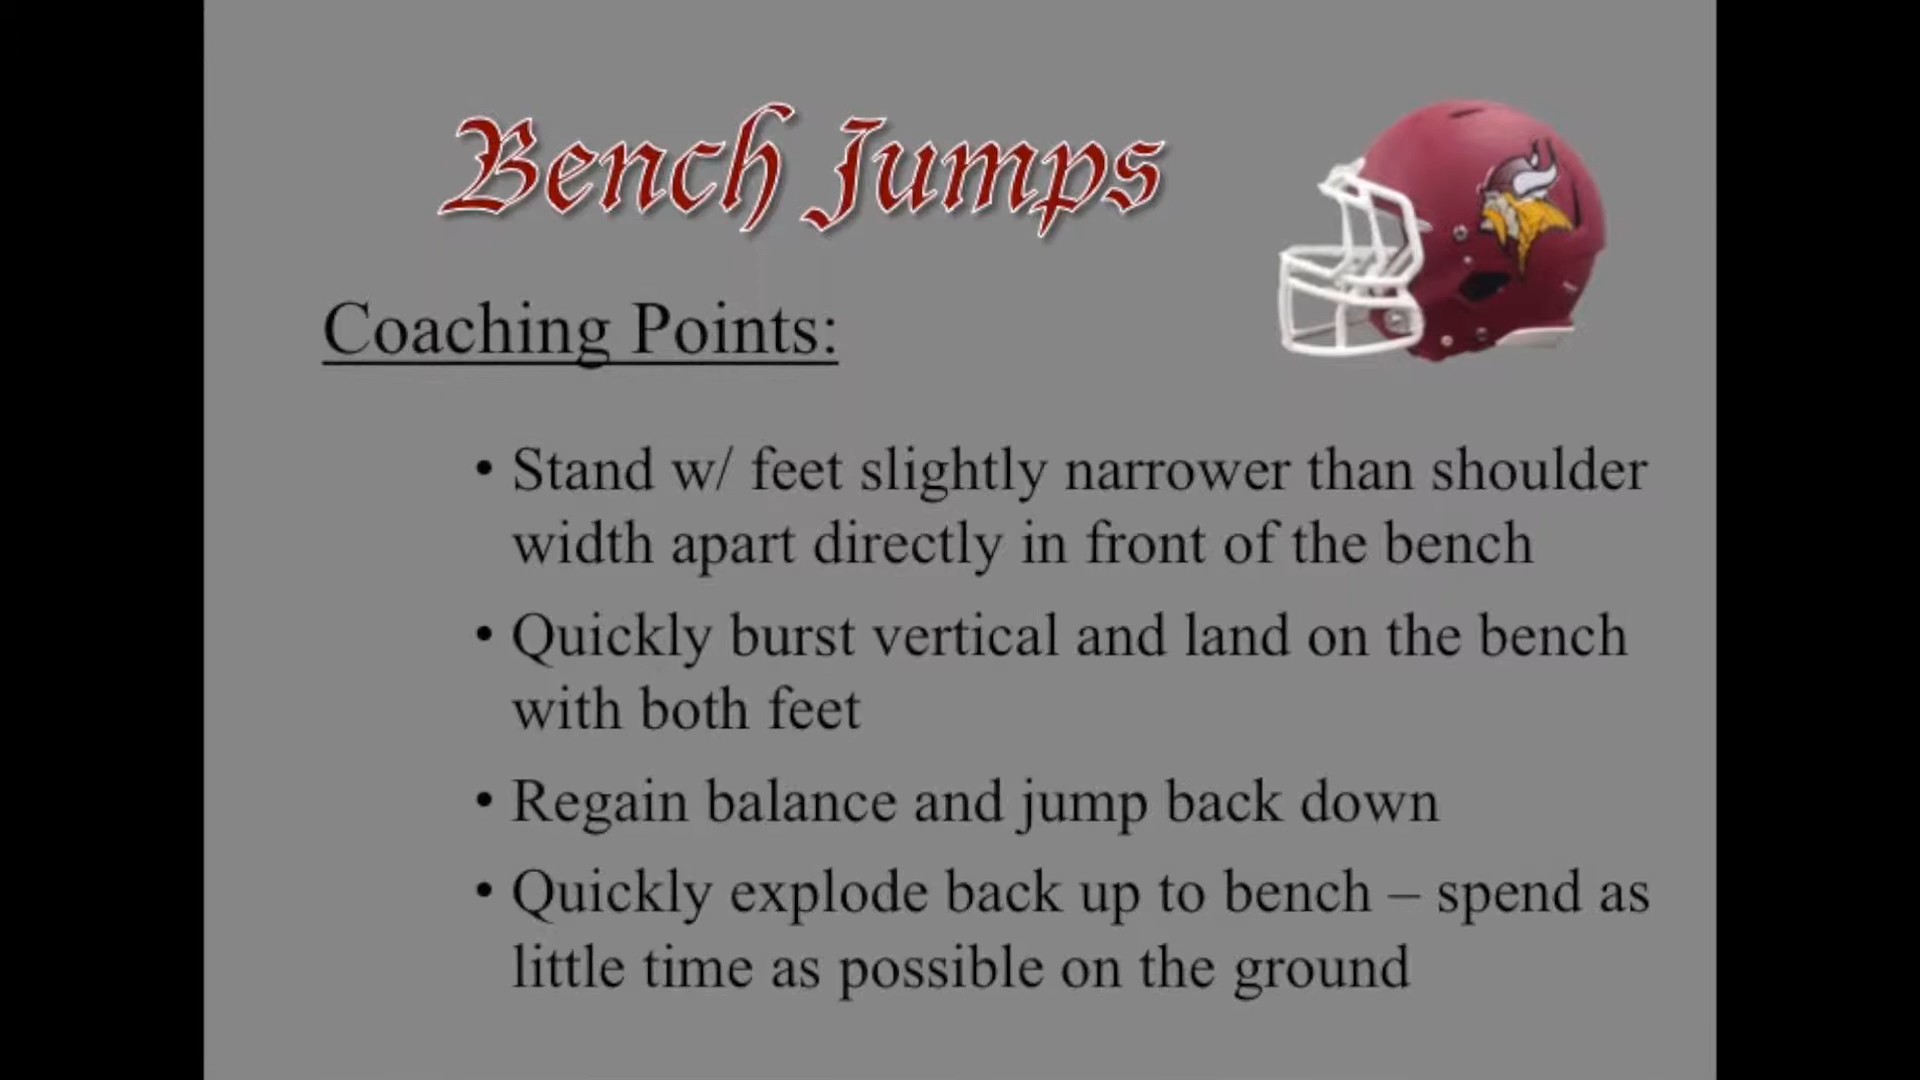 Bench Jumps
Coaching Points:
• Stand w/ feet slightly narrower than shoulder
width apart directly in front of the bench
• Quickly burst vertical and land on the bench
with both feet
• Regain balance and jump back down
• Quickly explode back up to bench – spend as
little time as possible on the ground